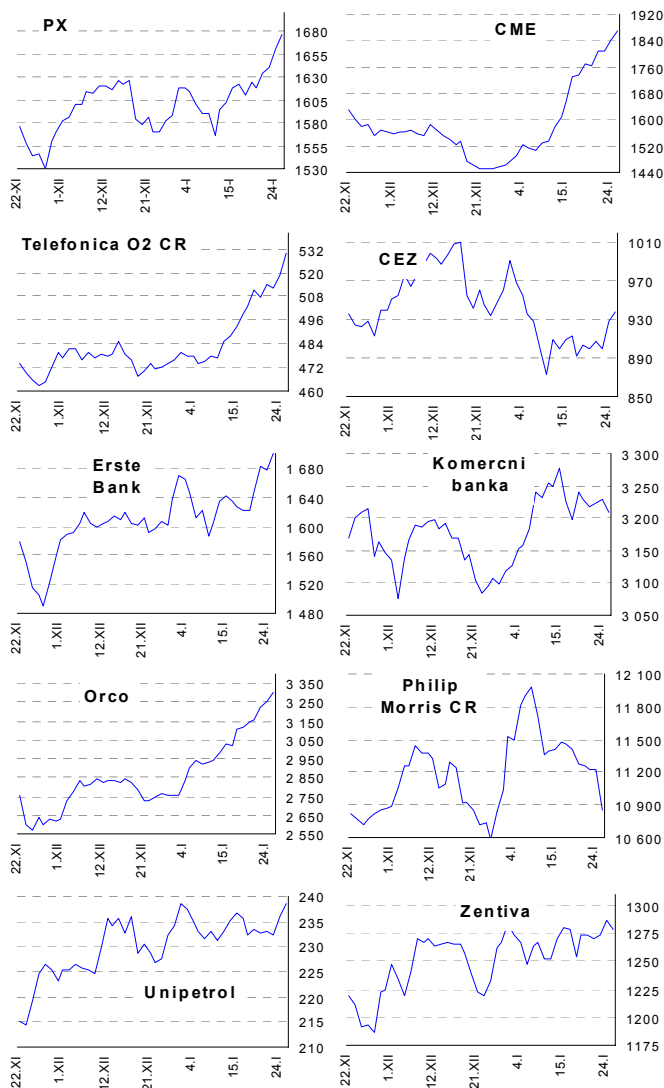 PX
1680
1655
1630
1605
1580
1555
1530
22-XI
1-XII
12-XII
21-XII
4-I
15-I
24-I
CME
1920
1840
1760
1680
1600
1520
1440
22.XI
1.XII
12.XII
21.XII
4.I
15.I
24.I
Telefonica O2 CR
532
520
508
496
484
472
460
22.XI
1.XII
12.XII
21.XII
4.I
15.I
24.I
CEZ
1010
970
930
890
850
22.XI
1.XII
12.XII
21.XII
4.I
15.I
24.I
Erste
Bank
1 680
1 640
1 600
1 560
1 520
1 480
22.XI
1.XII
12.XII
21.XII
4.I
15.I
24.I
Komercni
banka
3 300
3 250
3 200
3 150
3 100
3 050
22.XI
1.XII
12.XII
21.XII
4.I
15.I
24.I
Orco
3 350
3 250
3 150
3 050
2 950
2 850
2 750
2 650
2 550
22.XI
1.XII
12.XII
21.XII
4.I
15.I
24.I
Philip
Morris CR
12 100
11 800
11 500
11 200
10 900
10 600
22.XI
1.XII
12.XII
21.XII
4.I
15.I
24.I
Unipetrol
240
235
230
225
220
215
210
22.XI
1.XII
12.XII
21.XII
4.I
15.I
24.I
Zentiva
1300
1275
1250
1225
1200
1175
22.XI
1.XII
12.XII
21.XII
4.I
15.I
24.I